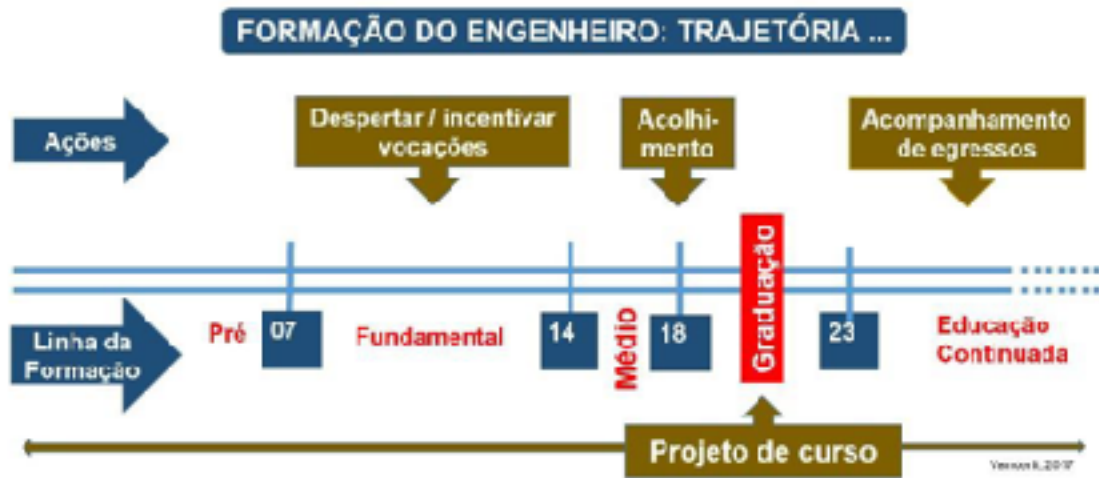 FORMAÇÃO DO ENGENHEIRO: TRAJETÓRIA ...
Ações
Despertar / incentivar
vocações
Acolhi-
mento
Acompanhamento
de egressos
Linha da
Formação
Pré
07
Fundamental
14
Médio
18
Graduação
23
Educação
Continuada
Projeto de curso
2017